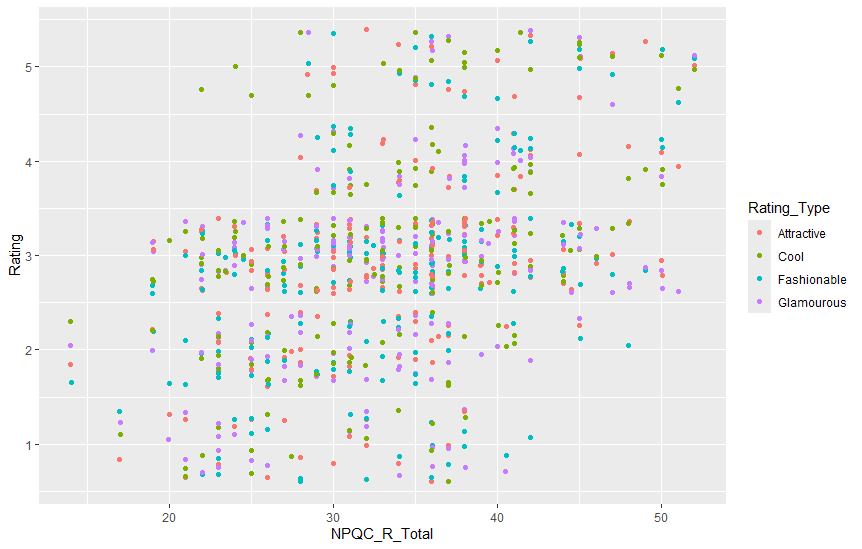 5
4
3
2
1
Rating
20
30
40
50
NPQC_R_Total
Rating_Type
Attractive
Cool
Fashionable
Glamourous